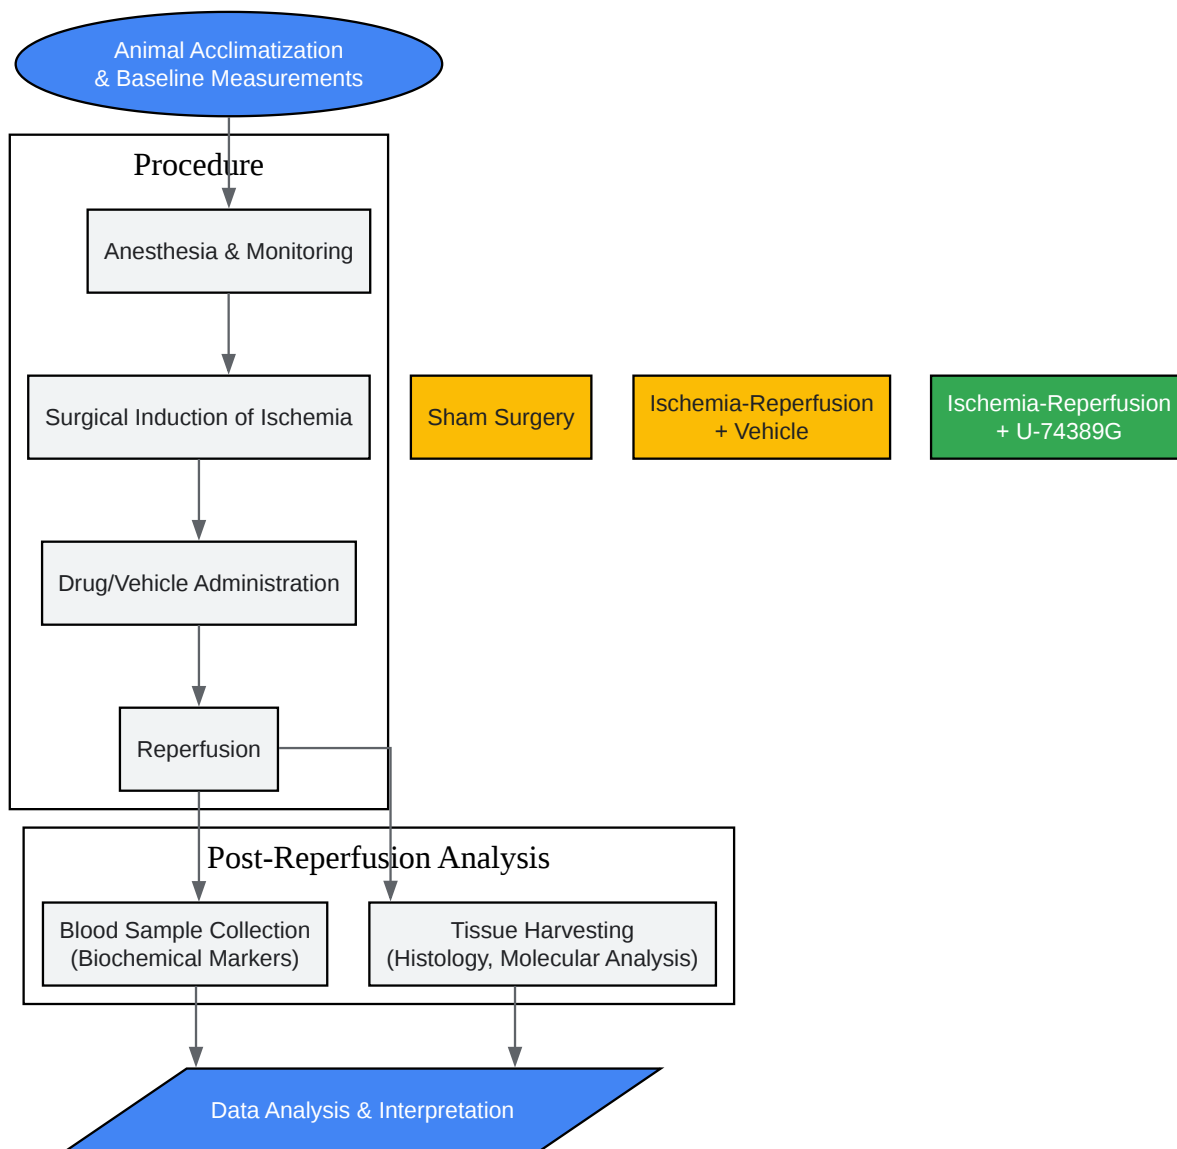 Animal Acclimatization
& Baseline Measurements
Procedure
Anesthesia & Monitoring
Surgical Induction of Ischemia
Sham Surgery
Ischemia-Reperfusion
+ Vehicle
Ischemia-Reperfusion
+ U-74389G
Drug/Vehicle Administration
Reperfusion
Post-Reperfusion Analysis
Blood Sample Collection
(Biochemical Markers)
Tissue Harvesting
(Histology, Molecular Analysis)
Data Analysis & Interpretation